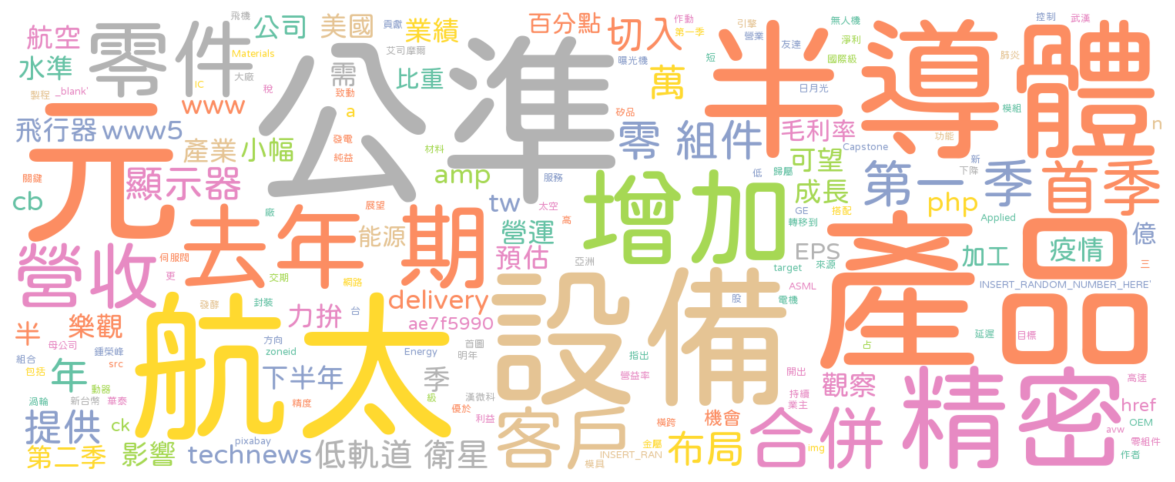 航空
零件
公司
飛機
貢獻
美國
業績
百分點
切入
作動
第一季
引擎
營業
友達
無人機
淨利
國艦級
控制
武漢
肺炎
水準
Materials
艾司摩爾
需
比重
萬
曝光機
短
日月光
半導體
製程
_blank'
IC
大廠
稅
www
致動
a
公準
矽品
模組
元
飛行器
www5
產業
小幅
發電
純益
材料
amp
零 組件
毛利率
Capstone
功能
n
關鍵
顯示器
服務
可望
低
歸屬
第一季
新
下降
首季
cb
廠
展望
tw
太空
增加
成長
GE
搭配
轉移到
php
Applied
去年
期
能源
營運
高
預估
EPS
產品
加工
疫情
億
三
營收
伺服閥
更
交期
網路
亞洲
target
來源
ASML
INSERT_RANDOM_NUMBER_HERE'
delivery
設備
股
電機
半
樂觀
發酵
封裝
力拚
台
ae7f5990
延遲
目標
航太
母公司
鍾榮峰
組合
包括
src
方向
zoneid
Energy
首圖
明年
指出
占
年
動器
下半年
季
級
漢微科
營益率
開出
觀察
精密
高速
渦輪
新台幣
華泰
精度
優於
持續
業主
href
提供
ck
利益
客戶
橫跨
機會
合併
OEM
avw
第二季
影響
pixabay
technews
低軌道
衛星
金屬
模具
INSERT_RAN
布局
img
零組件
作者